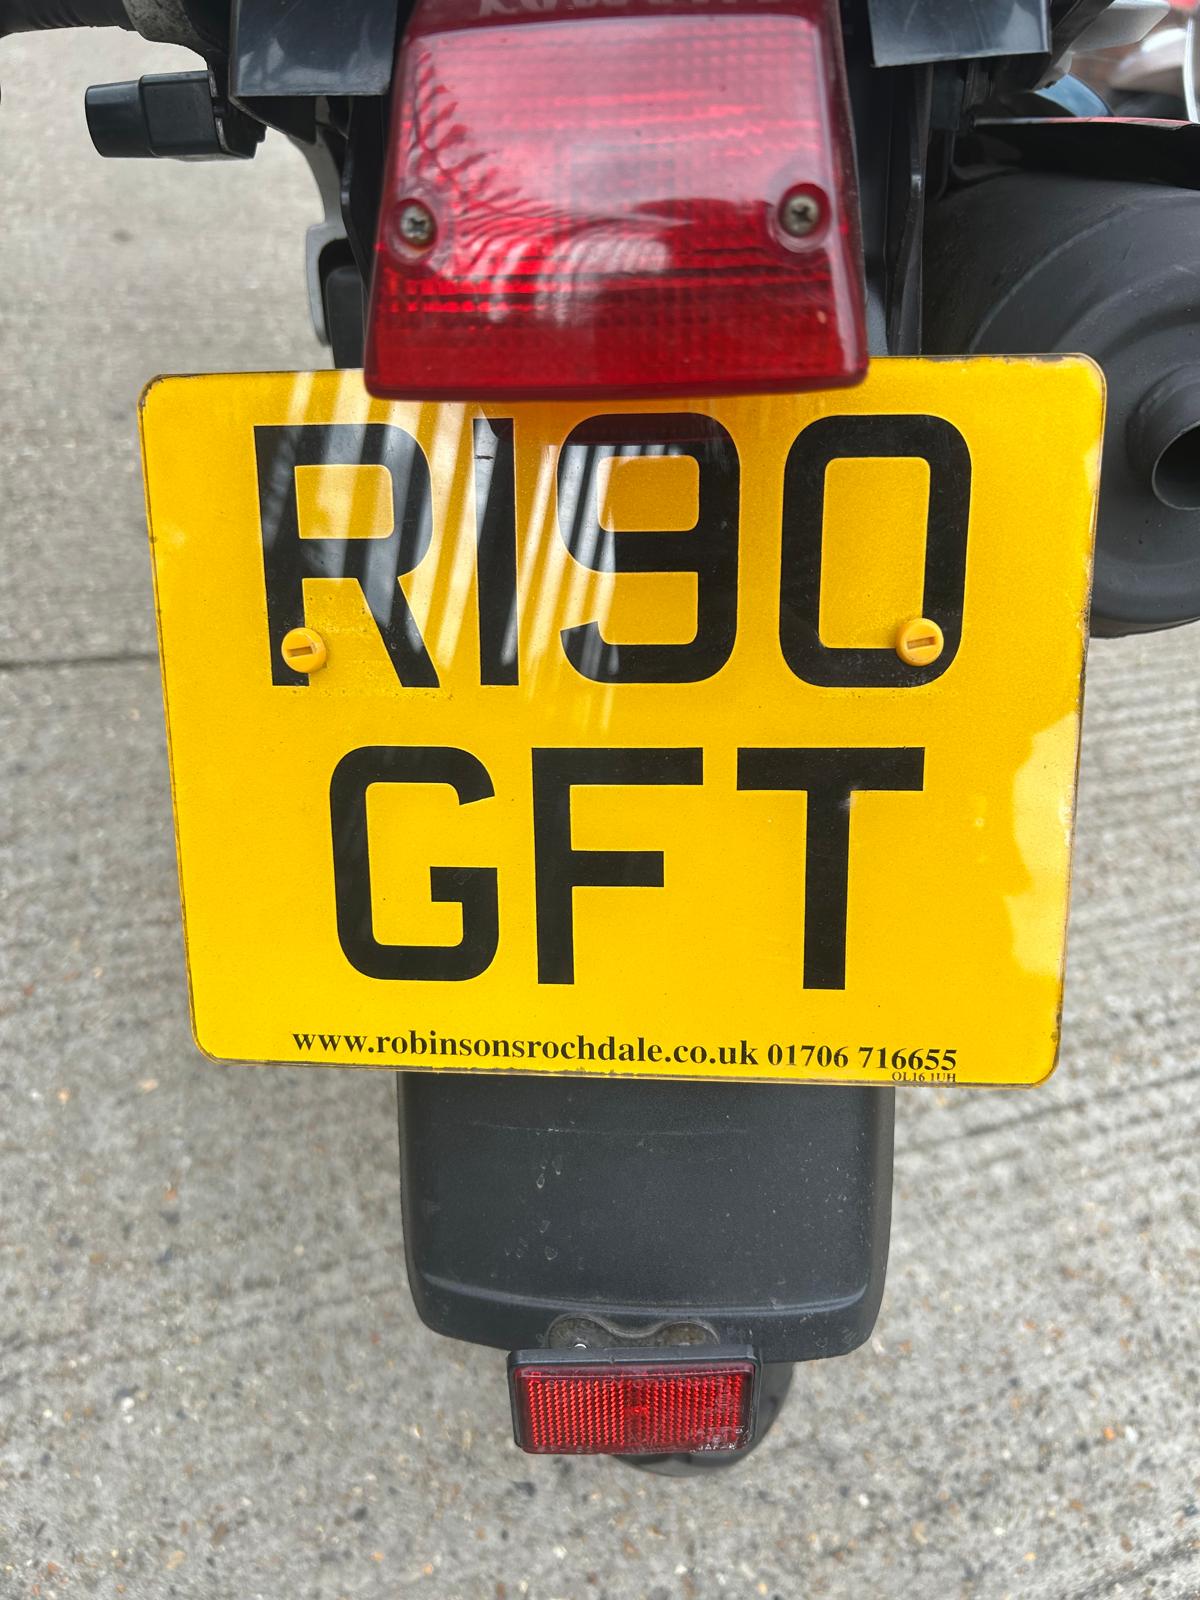 R190
GFT
www.robinsonsrochdale.co.uk 01706 716655
OL16 1UH